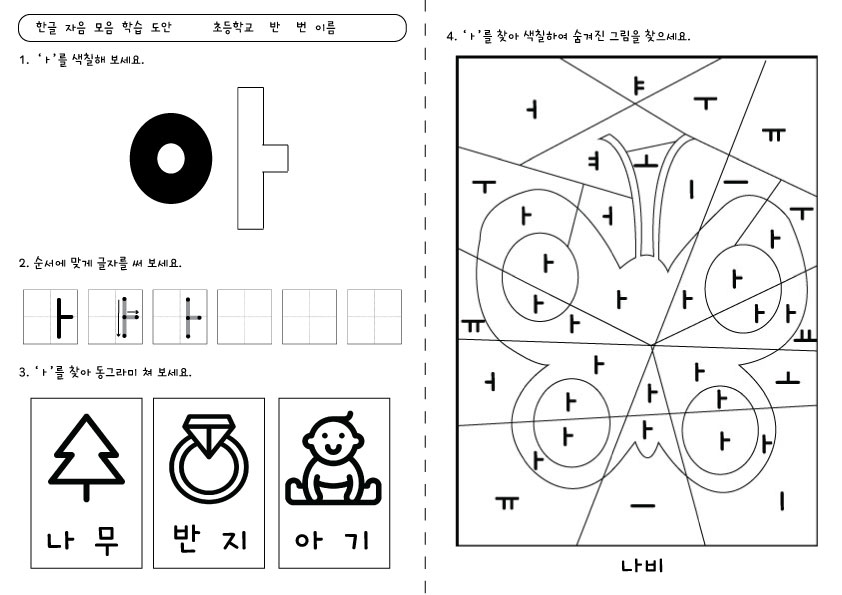 한글 자음 모음 학습 도안 초등학교 반 번 이름
1. 'ㅏ'를 색칠해 보세요.
아
2. 순서에 맞게 글자를 써 보세요.
ㅏ ㅏ ㅏ
3. 'ㅏ'를 찾아 동그라미 쳐 보세요.
나 무 반 지 아 기
4. 'ㅏ'를 찾아 색칠하여 숨겨진 그림을 찾으세요.
ㅑ
ㅓ ㅜ
ㅠ
ㅕ ㅗ
ㅜ ㅣ ㅡ
ㅏ ㅓ ㅜ
ㅏ
ㅏ ㅏ
ㅏ ㅏ ㅏ
ㅏ ㅏ ㅏ
ㅠ ㅏ ㅛ
ㅏ ㅏ
ㅓ ㅗ
ㅏ ㅏ ㅏ
ㅏ ㅏ ㅏ ㅏ
ㅏ
ㅠ ㅡ ㅣ
나비